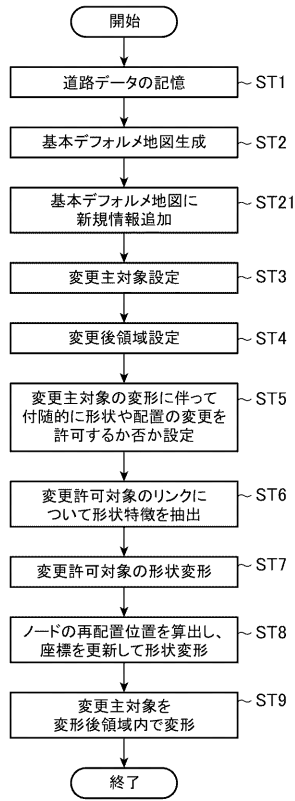 開始
道路データの記憶
ST1
基本デフォルメ地図生成
ST2
基本デフォルメ地図に
新規情報追加
ST21
変更主対象設定
ST3
変更後領域設定
ST4
変更主対象の変形に伴って
付随的に形状や配置の変更を
許可するか否か設定
ST5
変更許可対象のリンクに
ついて形状特徴を抽出
ST6
変更許可対象の形状変形
ST7
ノードの再配置位置を算出し、
座標を更新して形状変形
ST8
変更主対象を
変形後領域内で変形
ST9
終了